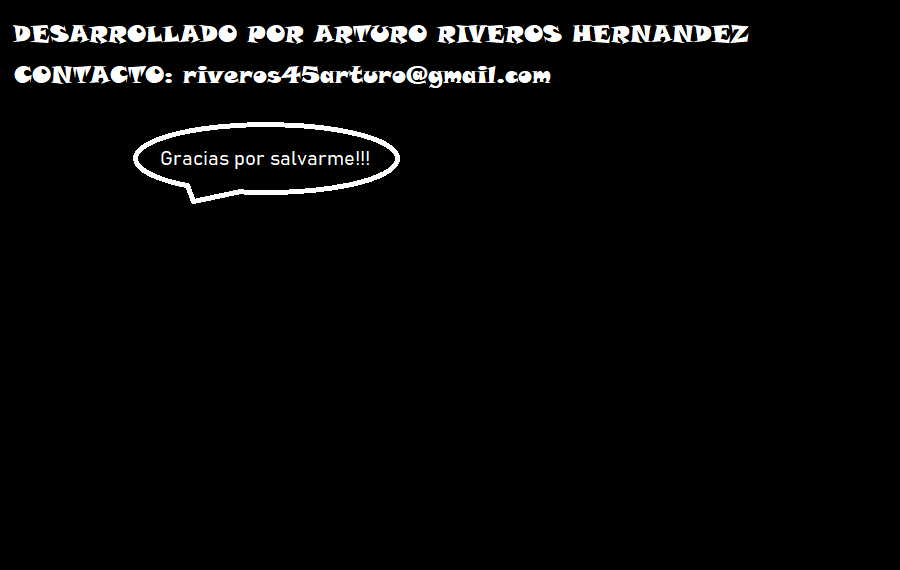 DESARROLLADO POR ARTURO RIVEROS HERNANDEZ
CONTACTO: riveros45arturo@gmail.com
Gracias por salvarme!!!